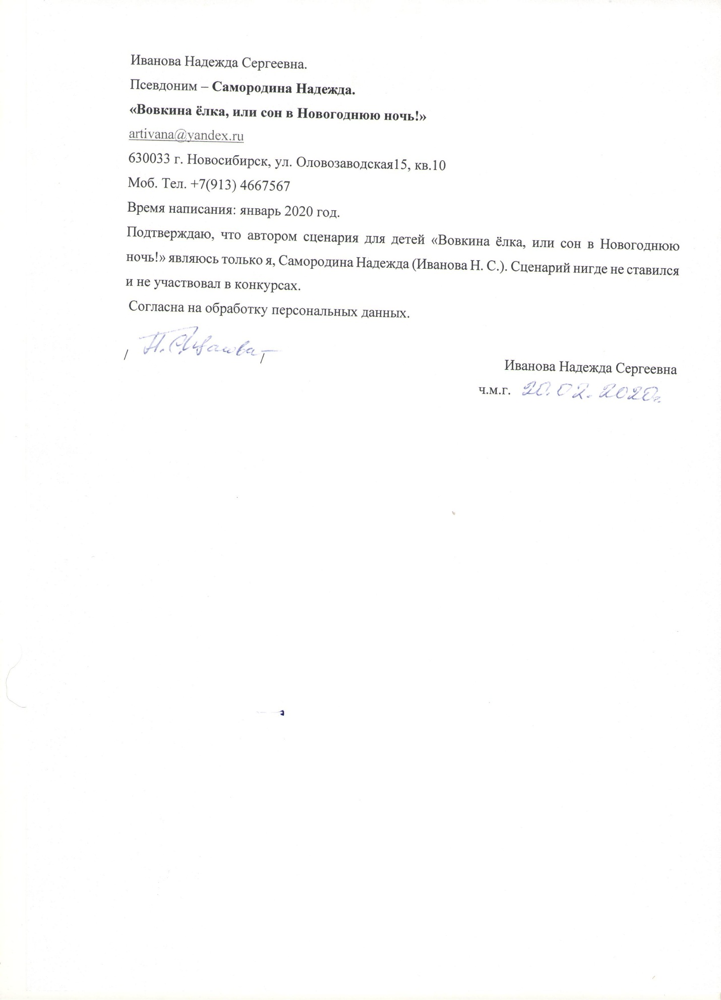 Иванова Надежда Сергеевна.
Псевдоним – Самородина Надежда.
«Вовкина ёлка, или сон в Новогоднюю ночь!»
artivana@yandex.ru
630033 г. Новосибирск, ул. Оловозаводская15, кв.10
Моб. Тел. +7(913) 4667567
Время написания: январь 2020 год.
Подтверждаю, что автором сценария для детей «Вовкина ёлка, или сон в Новогоднюю
ночь!» являюсь только я, Самородина Надежда (Иванова Н. С.). Сценарий нигде не ставился
и не участвовал в конкурсах.
Согласна на обработку персональных данных.
/ Н. С. Иванова /
Иванова Надежда Сергеевна
ч.м.г. 20.02.2020г.